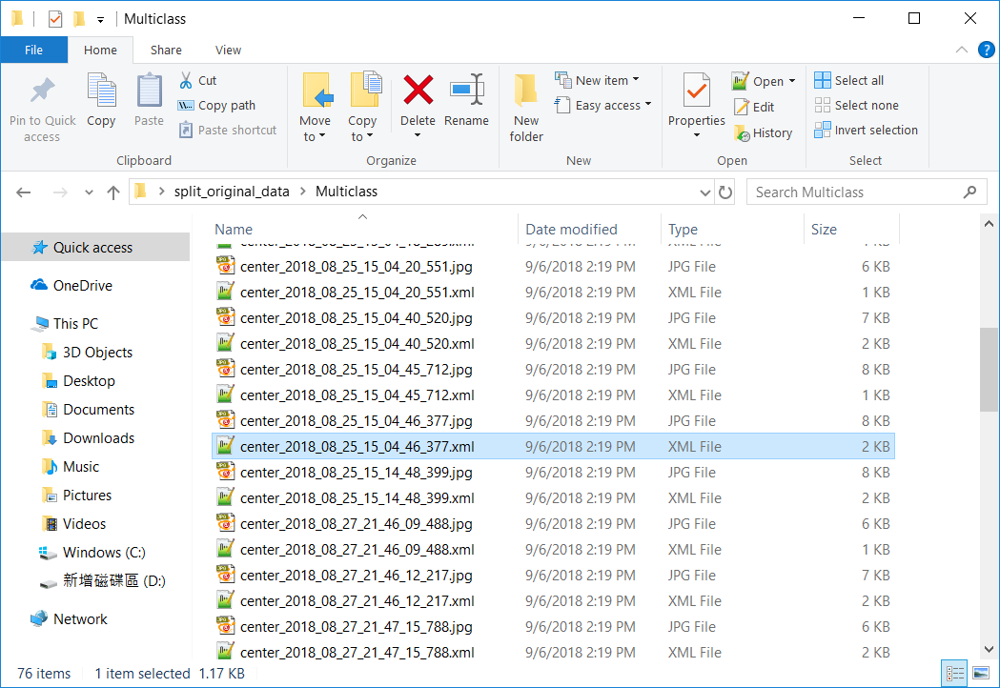 Multiclass
File Home Share View ?
Pin to Quick access
Copy
Paste
Cut
Copy path
Paste shortcut
Clipboard
Move to
Copy to
Delete
Rename
Organize
New folder
New item
Easy access
New
Properties
Open
Edit
History
Open
Select all
Select none
Invert selection
Select
split_original_data Multiclass
Search Multiclass
Quick access
OneDrive
This PC
3D Objects
Desktop
Documents
Downloads
Music
Pictures
Videos
Windows (C:)
新增磁碟區 (D:)
Network
Name Date modified Type Size
center_2018_08_25_15_04_20_551.jpg 9/6/2018 2:19 PM JPG File 6 KB
center_2018_08_25_15_04_20_551.xml 9/6/2018 2:19 PM XML File 1 KB
center_2018_08_25_15_04_40_520.jpg 9/6/2018 2:19 PM JPG File 7 KB
center_2018_08_25_15_04_40_520.xml 9/6/2018 2:19 PM XML File 2 KB
center_2018_08_25_15_04_45_712.jpg 9/6/2018 2:19 PM JPG File 8 KB
center_2018_08_25_15_04_45_712.xml 9/6/2018 2:19 PM XML File 1 KB
center_2018_08_25_15_04_46_377.jpg 9/6/2018 2:19 PM JPG File 8 KB
center_2018_08_25_15_04_46_377.xml 9/6/2018 2:19 PM XML File 2 KB
center_2018_08_25_15_14_48_399.jpg 9/6/2018 2:19 PM JPG File 8 KB
center_2018_08_25_15_14_48_399.xml 9/6/2018 2:19 PM XML File 2 KB
center_2018_08_27_21_46_09_488.jpg 9/6/2018 2:19 PM JPG File 6 KB
center_2018_08_27_21_46_09_488.xml 9/6/2018 2:19 PM XML File 1 KB
center_2018_08_27_21_46_12_217.jpg 9/6/2018 2:19 PM JPG File 7 KB
center_2018_08_27_21_46_12_217.xml 9/6/2018 2:19 PM XML File 2 KB
center_2018_08_27_21_47_15_788.jpg 9/6/2018 2:19 PM JPG File 6 KB
center_2018_08_27_21_47_15_788.xml 9/6/2018 2:19 PM XML File 2 KB
76 items 1 item selected 1.17 KB